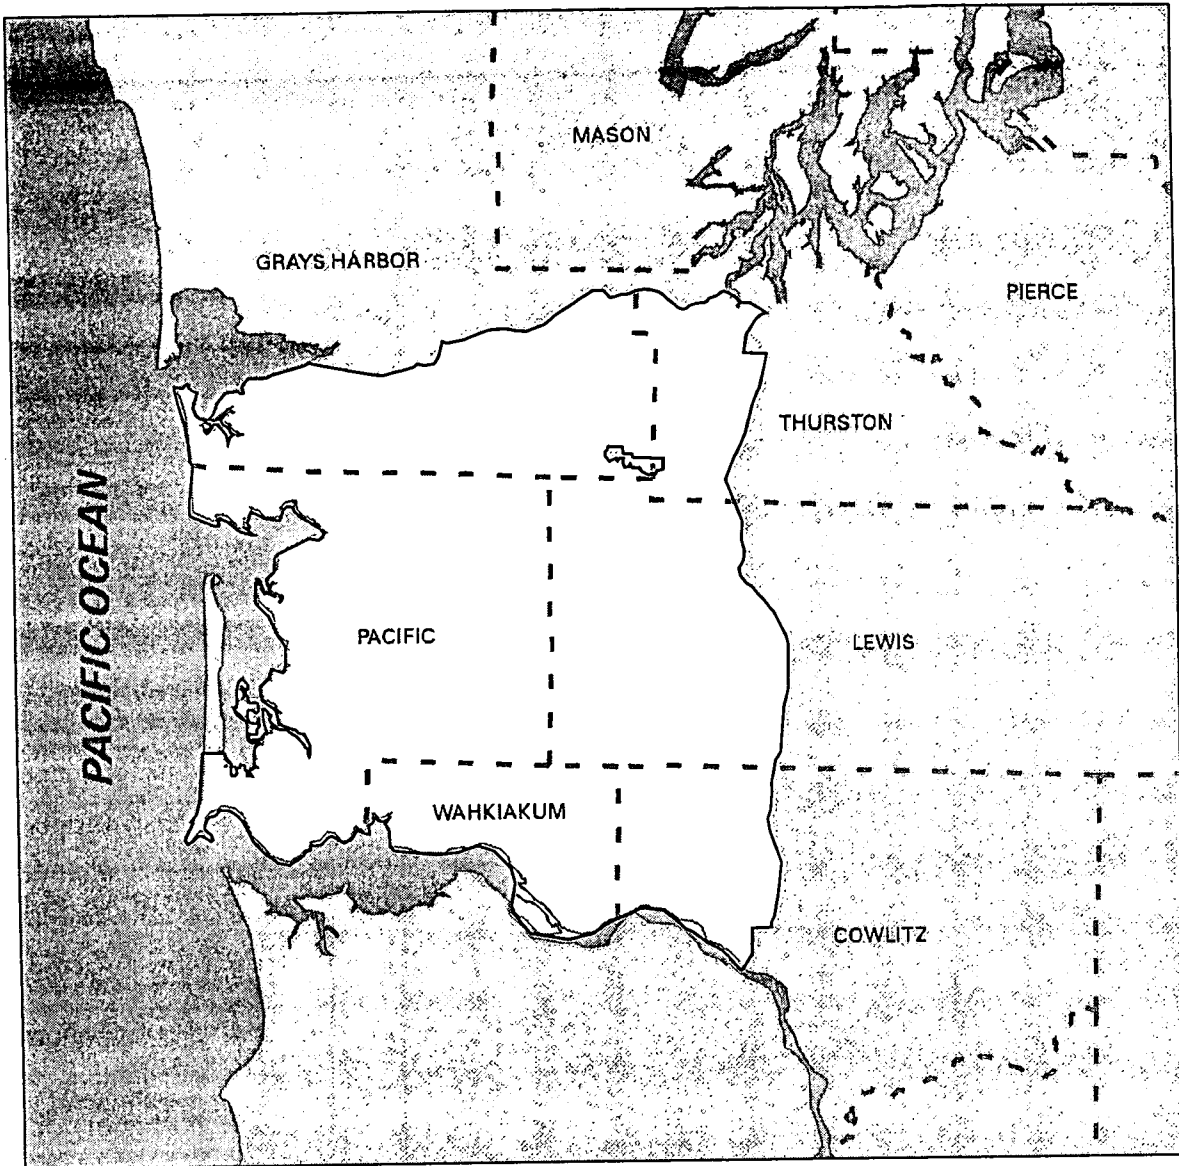 MASON
GRAYS HARBOR
PIERCE
THURSTON
PACIFIC OCEAN
PACIFIC
LEWIS
WAHKIAKUM
COWLITZ